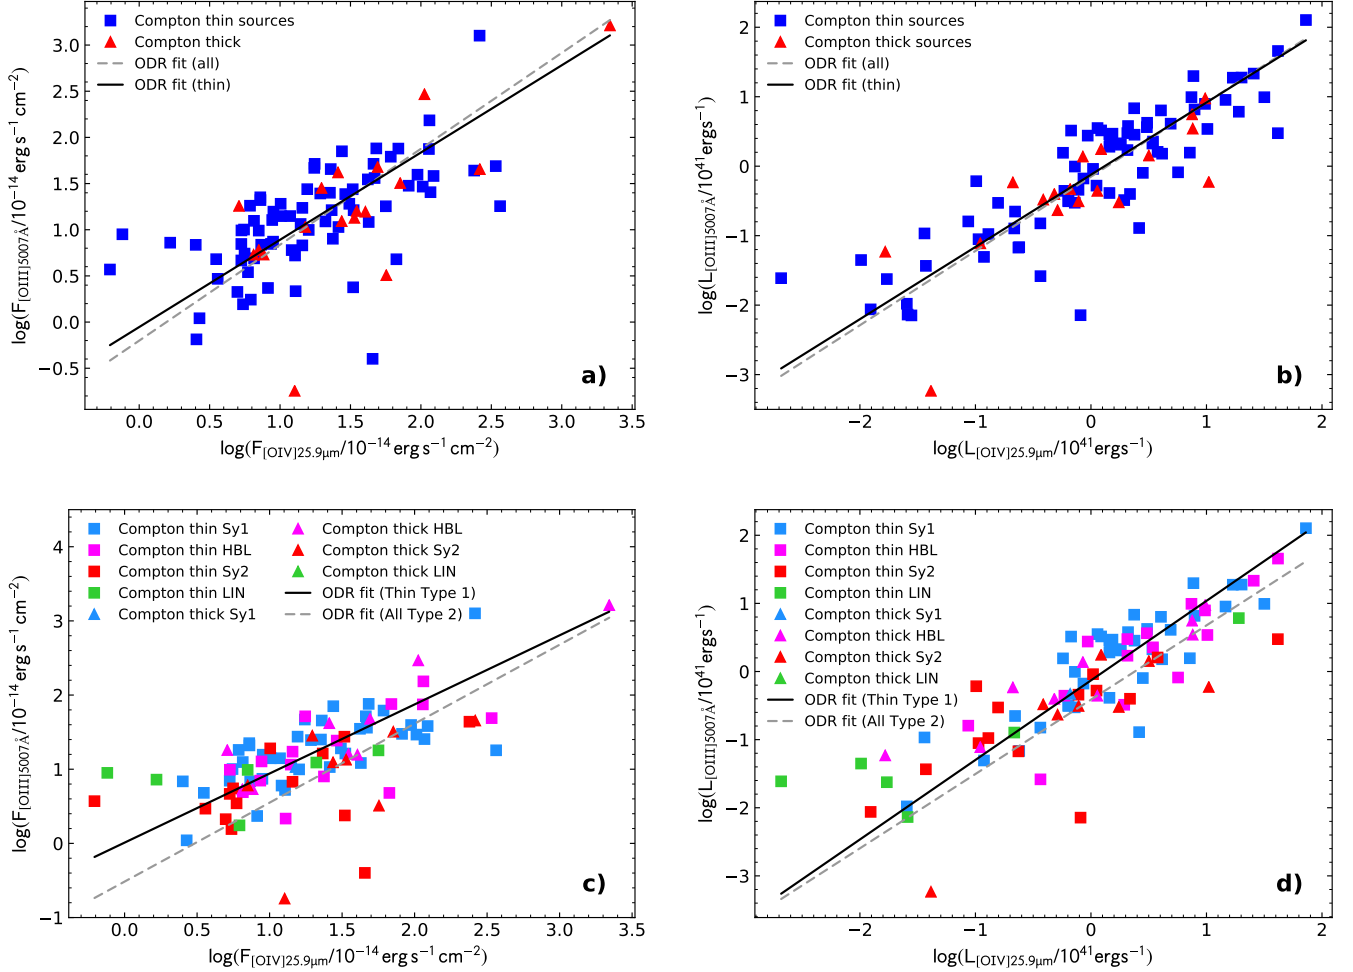 Compton thin sources
Compton thick
ODR fit (all)
ODR fit (thin)
3.0
2.5
2.0
1.5
1.0
0.5
0.0
−0.5
log(F[OIII]5007Å/10−14 erg s−1 cm−2)
a)
0.0 0.5 1.0 1.5 2.0 2.5 3.0 3.5
log(F[OIV]25.9μm/10−14 erg s−1 cm−2)
Compton thin sources
Compton thick sources
ODR fit (all)
ODR fit (thin)
2
1
0
−1
−2
−3
log(L[OIII]5007Å/1041 ergs−1)
b)
−2 −1 0 1 2
log(L[OIV]25.9μm/1041 ergs−1)
Compton thin Sy1
Compton thin HBL
Compton thin Sy2
Compton thin LIN
Compton thick Sy1
Compton thick HBL
Compton thick Sy2
Compton thick LIN
ODR fit (Thin Type 1)
ODR fit (All Type 2)
4
3
2
1
0
−1
log(F[OIII]5007Å/10−14 erg s−1 cm−2)
c)
0.0 0.5 1.0 1.5 2.0 2.5 3.0 3.5
log(F[OIV]25.9μm/10−14 erg s−1 cm−2)
Compton thin Sy1
Compton thin HBL
Compton thin Sy2
Compton thin LIN
Compton thick Sy1
Compton thick HBL
Compton thick Sy2
Compton thick LIN
ODR fit (Thin Type 1)
ODR fit (All Type 2)
2
1
0
−1
−2
−3
log(L[OIII]5007Å/1041 ergs−1)
d)
−2 −1 0 1 2
log(L[OIV]25.9μm/1041 ergs−1)